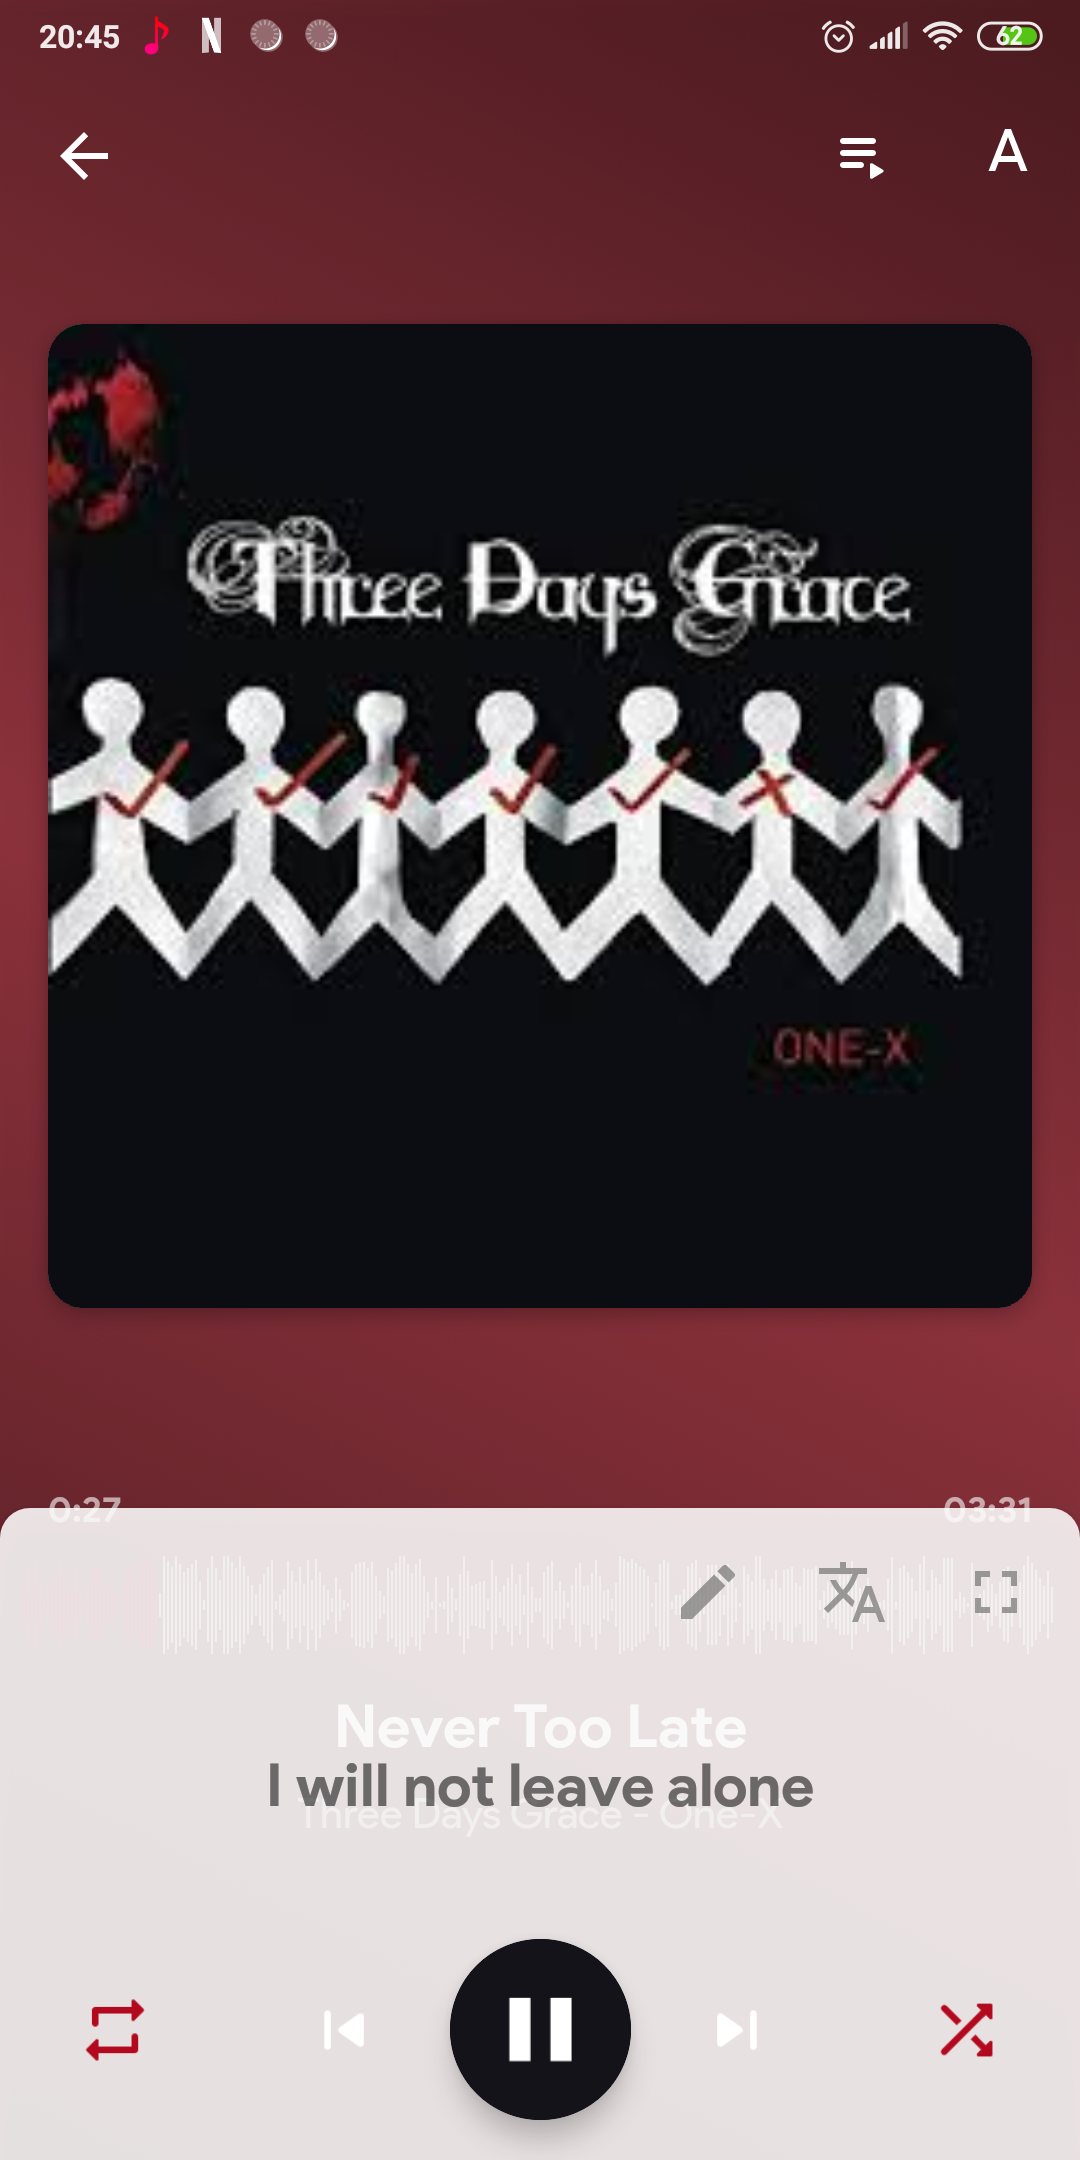 20:45
62
A
Three Days Grace
ONE-X
0:27
03:31
Never Too Late
I will not leave alone
Three Days Grace - One-X